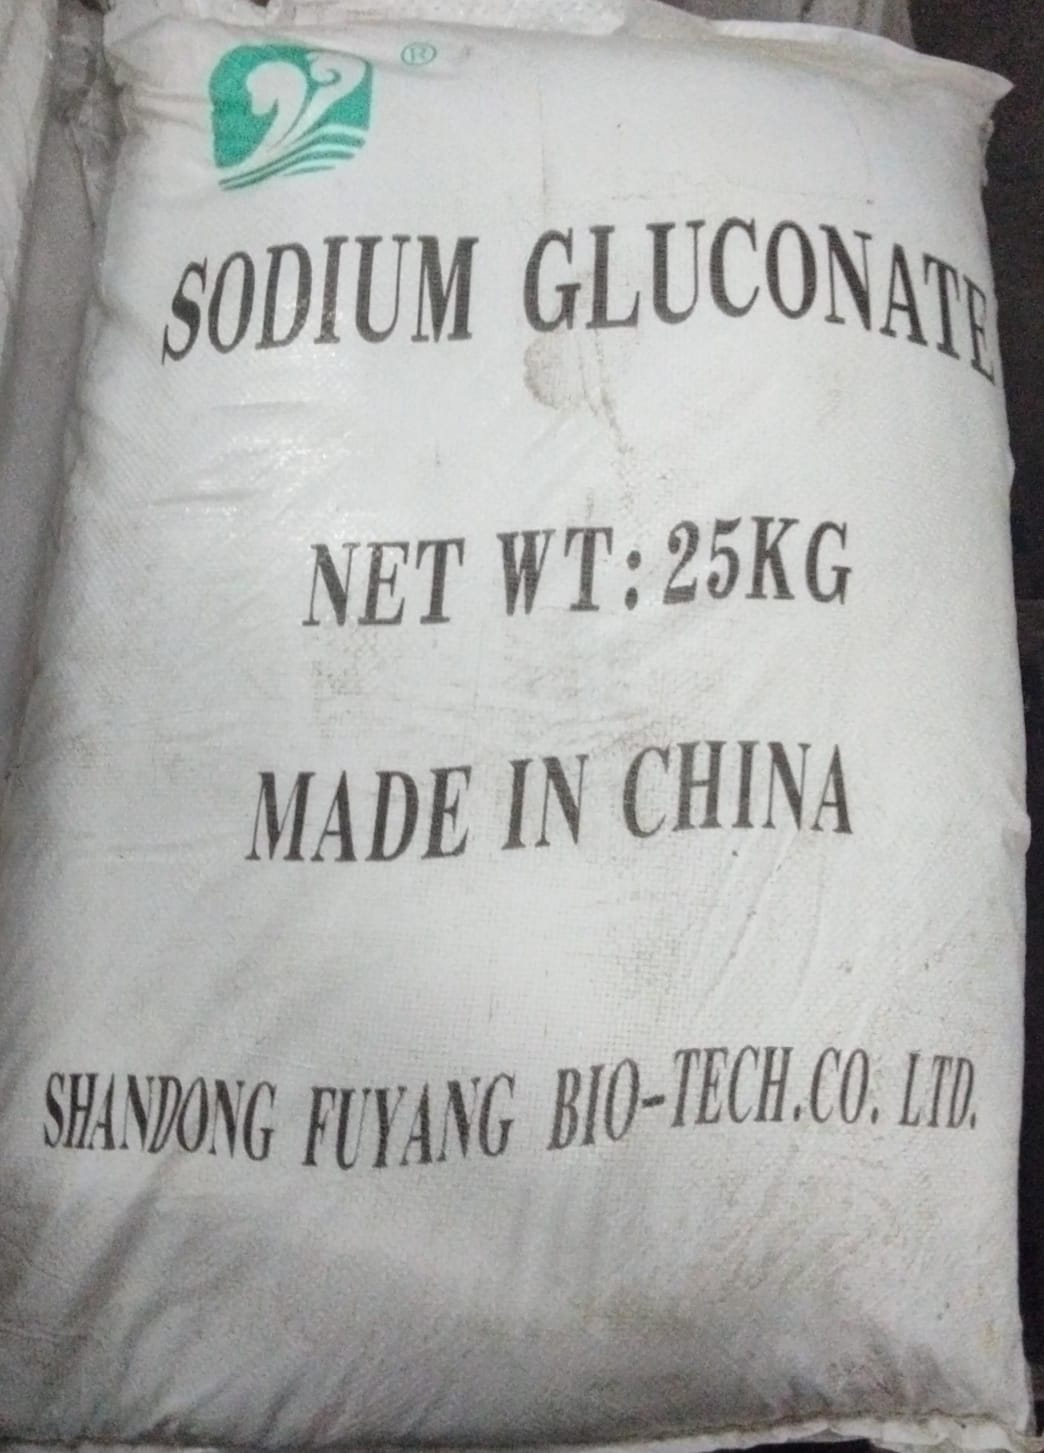 ®
SODIUM GLUCONATE
NET WT: 25KG
MADE IN CHINA
SHANDONG FUYANG BIO-TECH.CO. LTD.